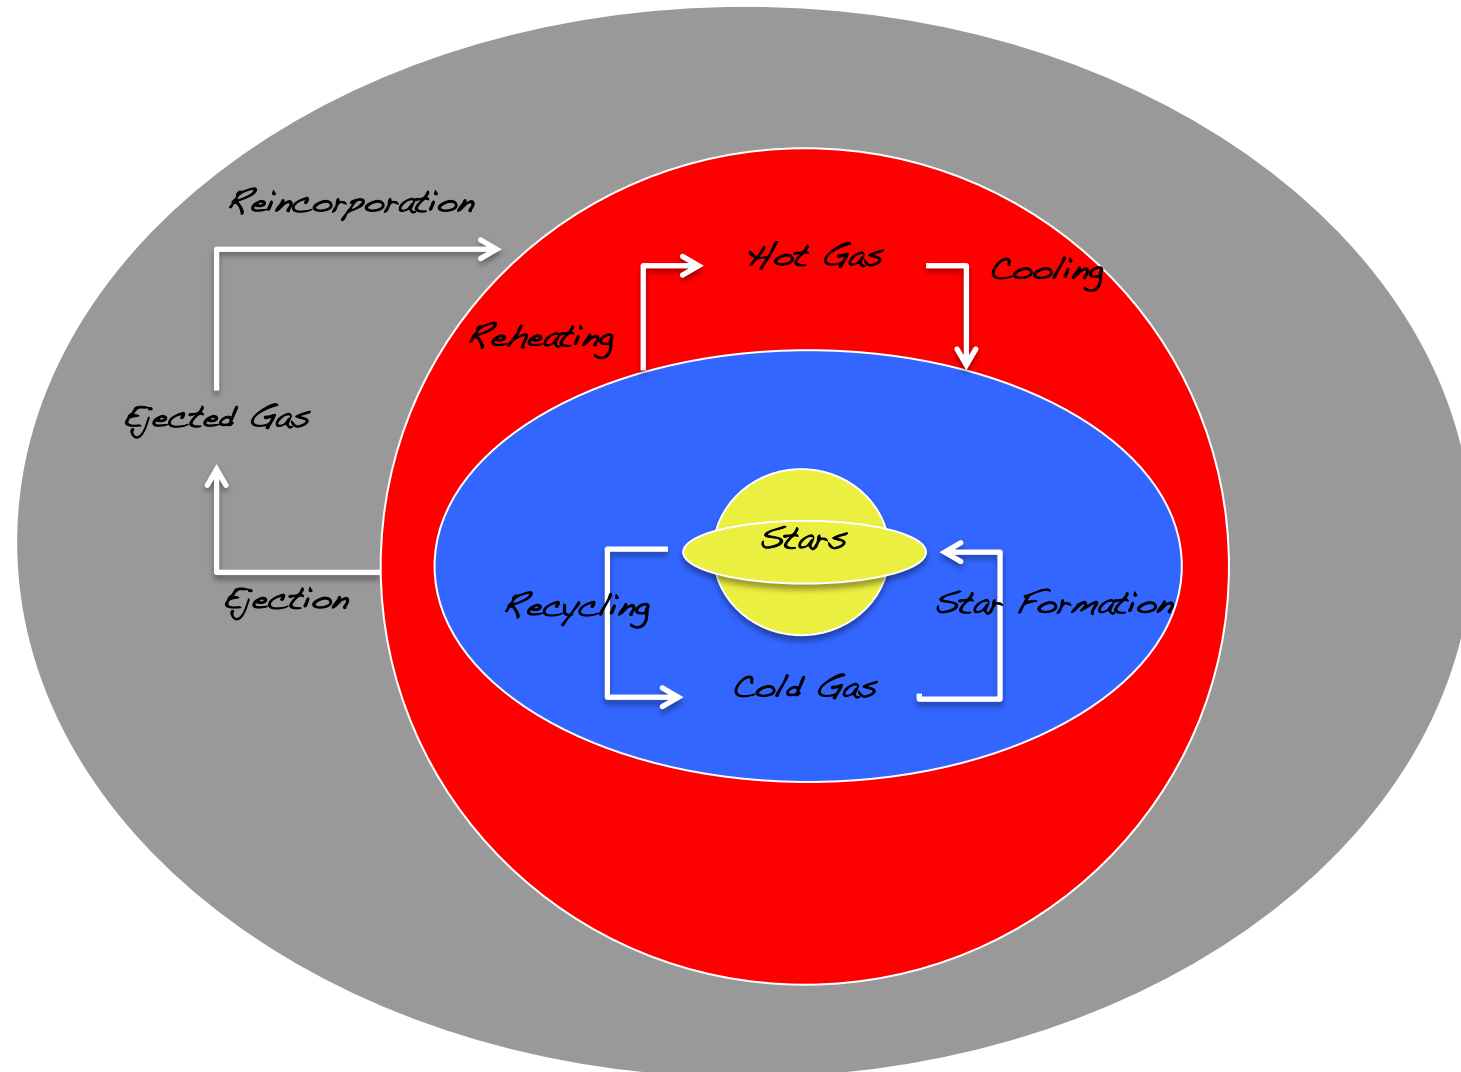 Reincorporation
Hot Gas
Cooling
Reheating
Ejected Gas
Stars
Ejection
Recycling
Star Formation
Cold Gas